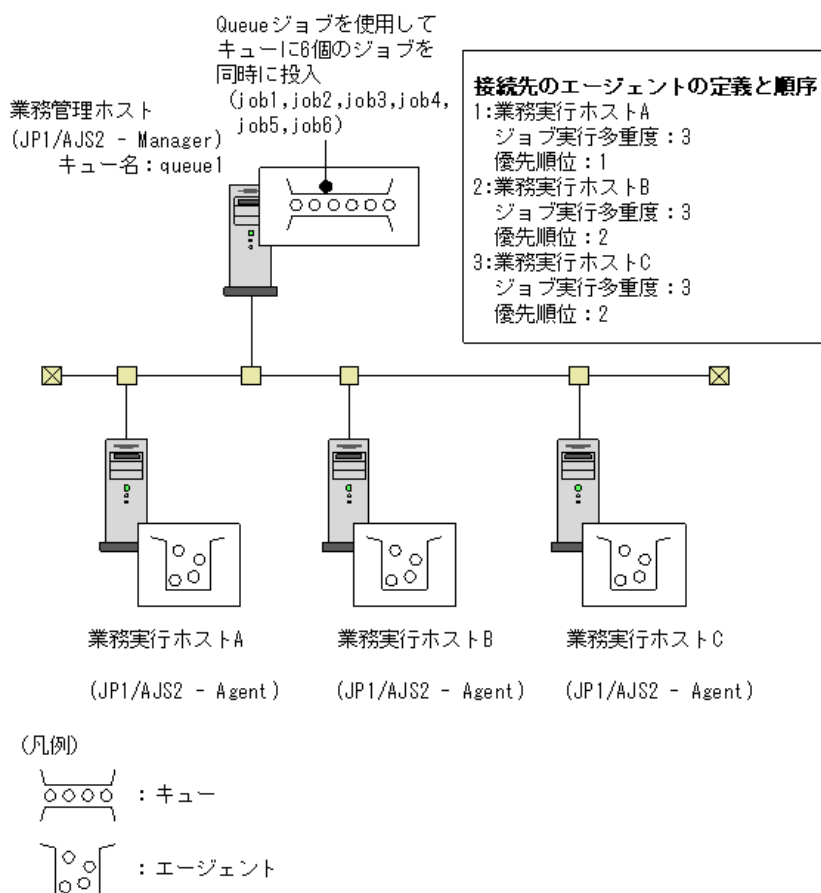 Queueジョブを使用して
キューに6個のジョブを
同時に投入
(job1,job2,job3,job4,
job5,job6)
業務管理ホスト
(JP1/AJS2 - Manager)
キュー名：queue1
接続先のエージェントの定義と順序
1:業務実行ホストA
ジョブ実行多重度：3
優先順位：1
2:業務実行ホストB
ジョブ実行多重度：3
優先順位：2
3:業務実行ホストC
ジョブ実行多重度：3
優先順位：2
業務実行ホストA
業務実行ホストB
業務実行ホストC
(JP1/AJS2 - Agent)
(JP1/AJS2 - Agent)
(JP1/AJS2 - Agent)
(凡例)
：キュー
：エージェント